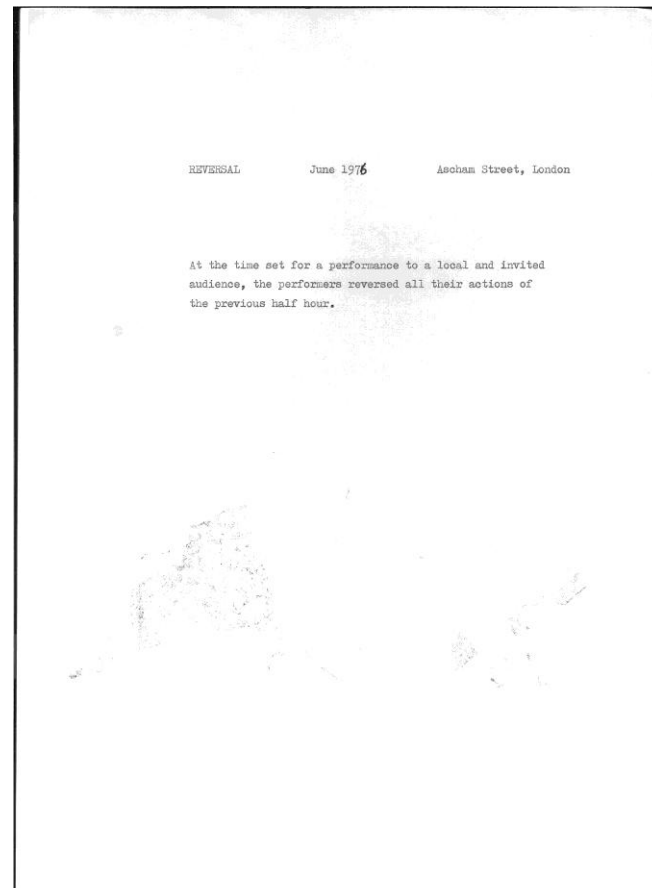 REVERSAL June 1976 Ascham Street, London
At the time set for a performance to a local and invited
audience, the performers reversed all their actions of
the previous half hour.